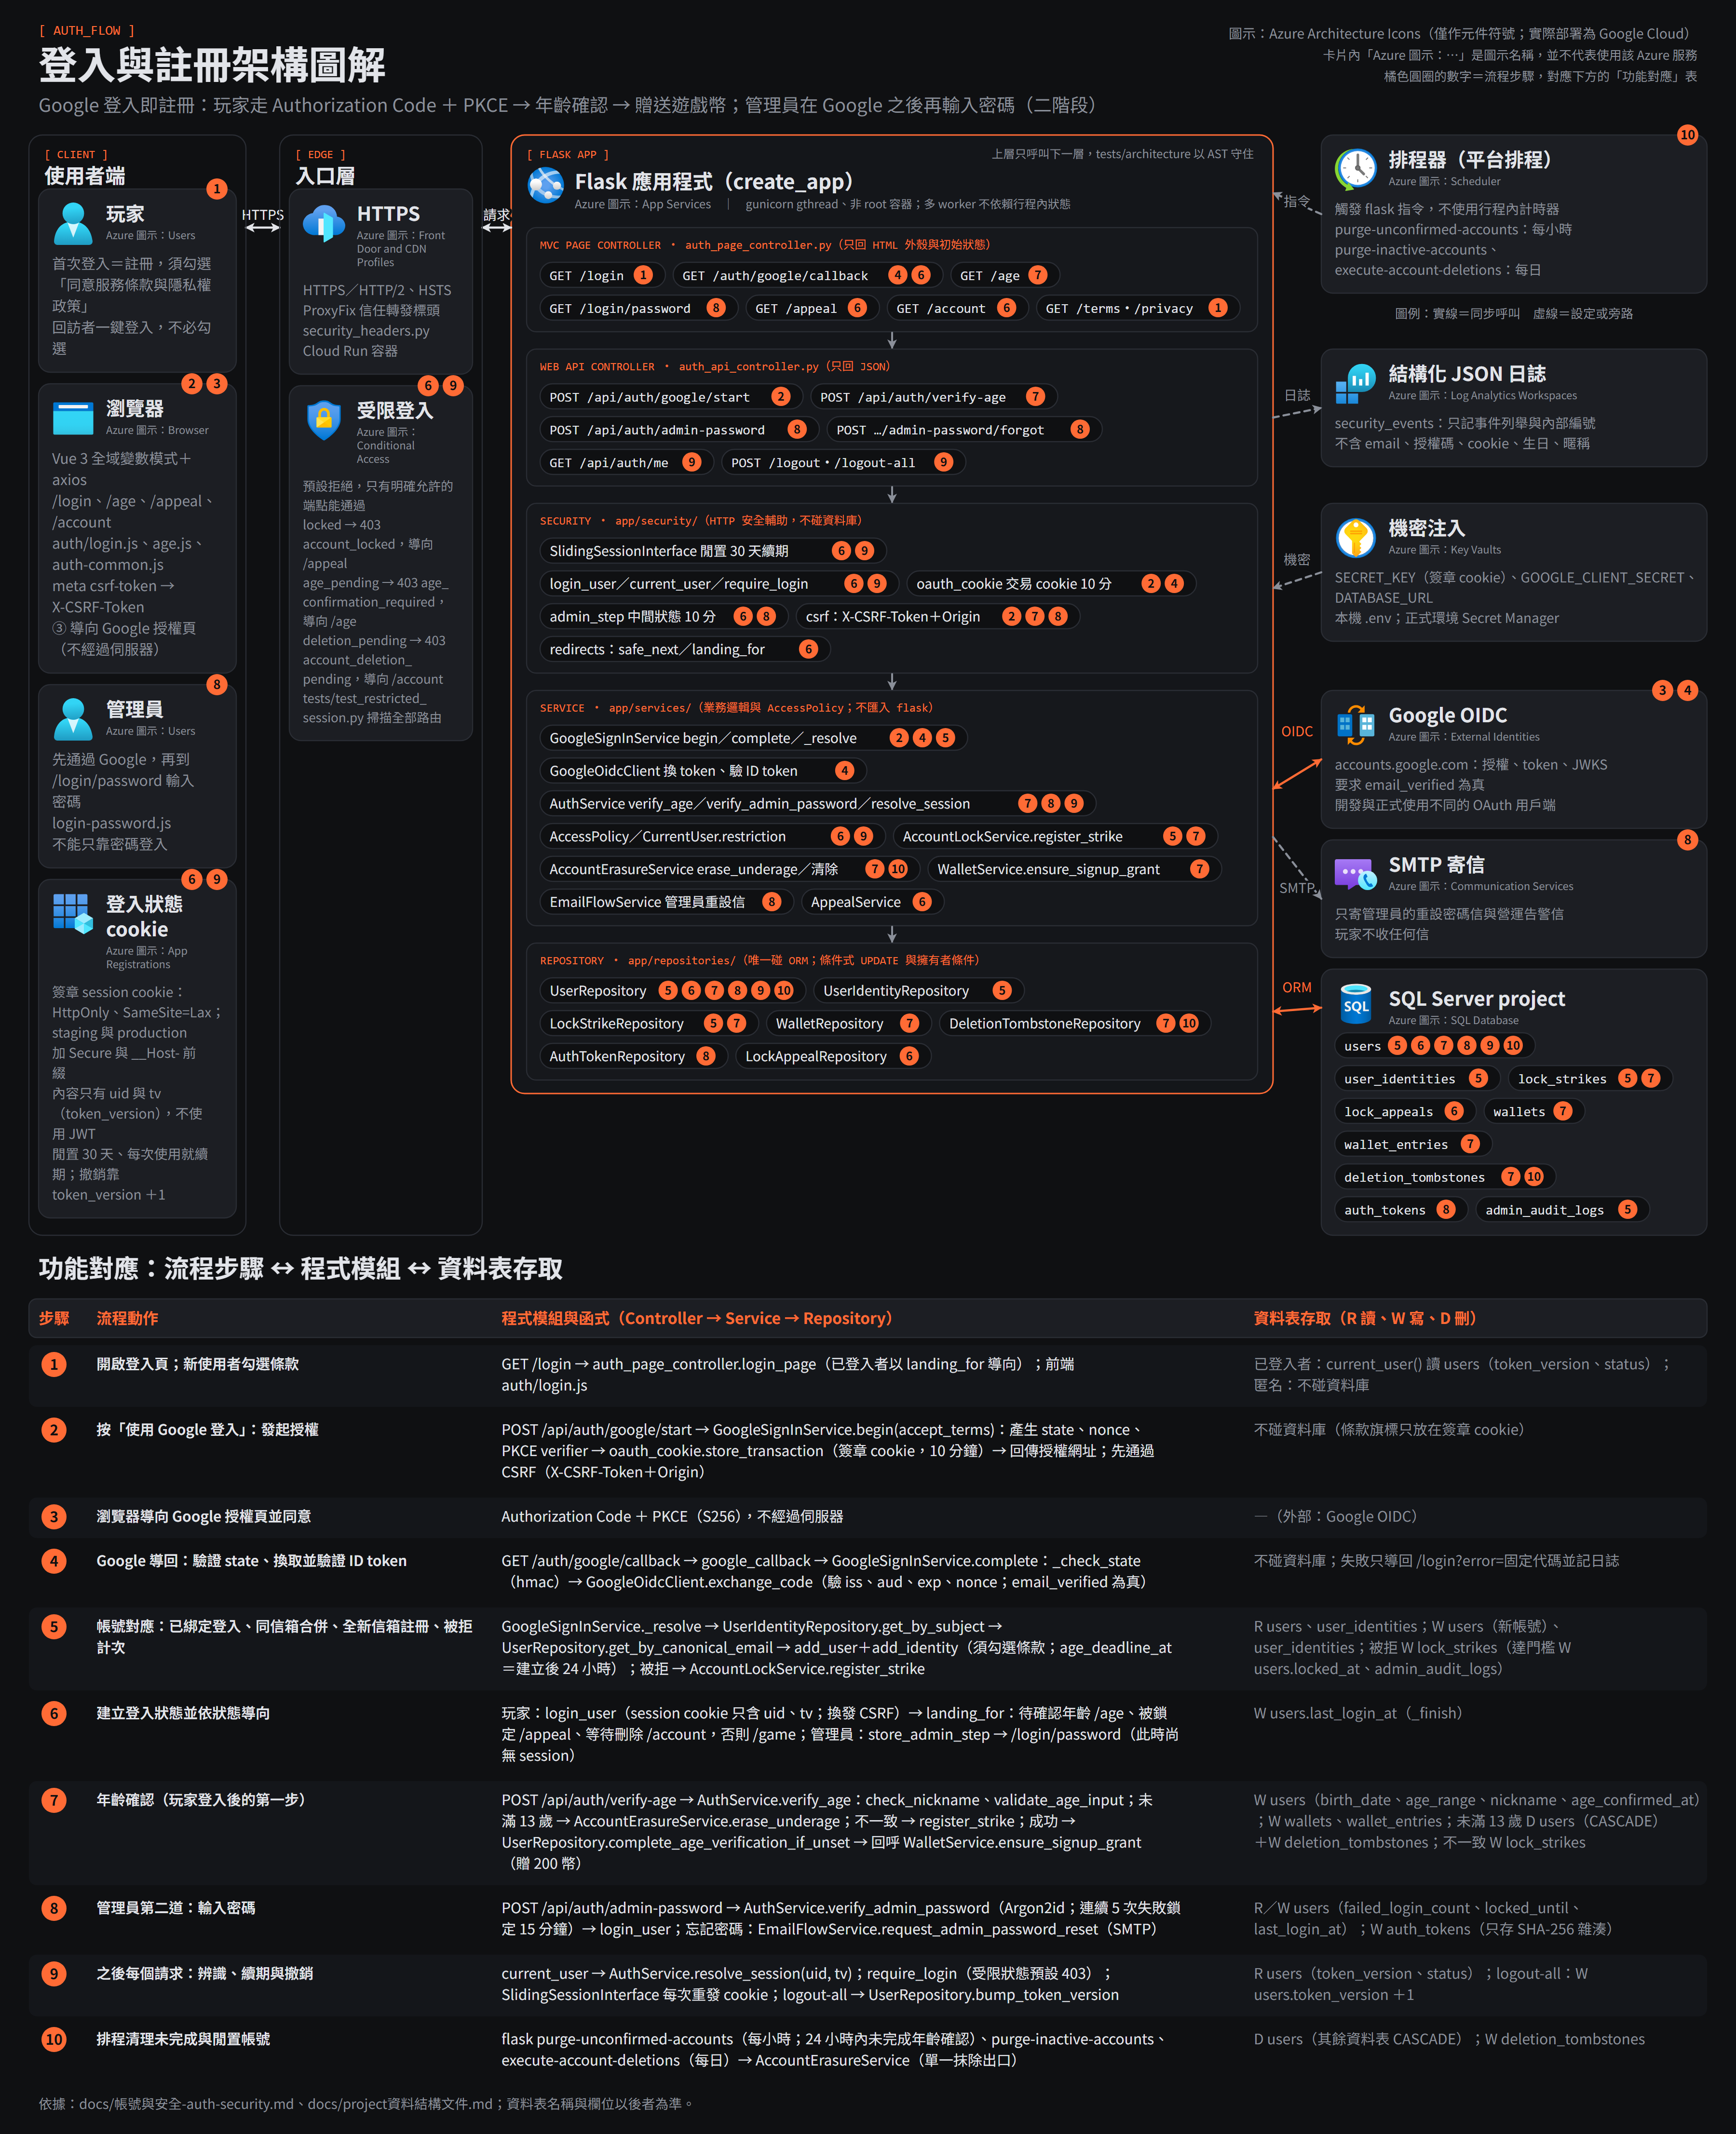 [ AUTH_FLOW ]
登入與註冊架構圖解
Google 登入即註冊：玩家走 Authorization Code ＋ PKCE → 年齡確認 → 贈送遊戲幣；管理員在 Google 之後再輸入密碼（二階段）
圖示：Azure Architecture Icons（僅作元件符號；實際部署為 Google Cloud）
卡片內「Azure 圖示：…」是圖示名稱，並不代表使用該 Azure 服務
橘色圓圈的數字＝流程步驟，對應下方的「功能對應」表
[ CLIENT ]
使用者端
1
玩家
Azure 圖示：Users
首次登入＝註冊，須勾選
「同意服務條款與隱私權
政策」
回訪者一鍵登入，不必勾
選
2 3
瀏覽器
Azure 圖示：Browser
Vue 3 全域變數模式＋
axios
/login、/age、/appeal、
/account
auth/login.js、age.js、
auth-common.js
meta csrf-token →
X-CSRF-Token
③ 導向 Google 授權頁
（不經過伺服器）
8
管理員
Azure 圖示：Users
先通過 Google，再到
/login/password 輸入
密碼
login-password.js
不能只靠密碼登入
6 9
登入狀態
cookie
Azure 圖示：App
Registrations
簽章 session cookie：
HttpOnly、SameSite=Lax；
staging 與 production
加 Secure 與 __Host- 前
綴
內容只有 uid 與 tv
（token_version），不使
用 JWT
閒置 30 天、每次使用就續
期；撤銷靠
token_version ＋1
HTTPS
[ EDGE ]
入口層
HTTPS
Azure 圖示：Front
Door and CDN
Profiles
HTTPS／HTTP/2、HSTS
ProxyFix 信任轉發標頭
security_headers.py
Cloud Run 容器
6 9
受限登入
Azure 圖示：
Conditional
Access
預設拒絕，只有明確允許的
端點能通過
locked → 403
account_locked，導向
/appeal
age_pending → 403 age_
confirmation_required，
導向 /age
deletion_pending → 403
account_deletion_
pending，導向 /account
tests/test_restricted_
session.py 掃描全部路由
請求
[ FLASK APP ]
上層只呼叫下一層，tests/architecture 以 AST 守住
Flask 應用程式（create_app）
Azure 圖示：App Services ｜ gunicorn gthread、非 root 容器；多 worker 不依賴行程內狀態
MVC PAGE CONTROLLER · auth_page_controller.py（只回 HTML 外殼與初始狀態）
GET /login 1 GET /auth/google/callback 4 6 GET /age 7
GET /login/password 8 GET /appeal 6 GET /account 6 GET /terms・/privacy 1
WEB API CONTROLLER · auth_api_controller.py（只回 JSON）
POST /api/auth/google/start 2 POST /api/auth/verify-age 7
POST /api/auth/admin-password 8 POST …/admin-password/forgot 8
GET /api/auth/me 9 POST /logout・/logout-all 9
SECURITY · app/security/（HTTP 安全輔助，不碰資料庫）
SlidingSessionInterface 閒置 30 天續期 6 9
login_user／current_user／require_login 6 9 oauth_cookie 交易 cookie 10 分 2 4
admin_step 中間狀態 10 分 6 8 csrf：X-CSRF-Token＋Origin 2 7 8
redirects：safe_next／landing_for 6
SERVICE · app/services/（業務邏輯與 AccessPolicy；不匯入 flask）
GoogleSignInService begin／complete／_resolve 2 4 5
GoogleOidcClient 換 token、驗 ID token 4
AuthService verify_age／verify_admin_password／resolve_session 7 8 9
AccessPolicy／CurrentUser.restriction 6 9 AccountLockService.register_strike 5 7
AccountErasureService erase_underage／清除 7 10 WalletService.ensure_signup_grant 7
EmailFlowService 管理員重設信 8 AppealService 6
REPOSITORY · app/repositories/（唯一碰 ORM；條件式 UPDATE 與擁有者條件）
UserRepository 5 6 7 8 9 10 UserIdentityRepository 5
LockStrikeRepository 5 7 WalletRepository 7 DeletionTombstoneRepository 7 10
AuthTokenRepository 8 LockAppealRepository 6
指令
日誌
機密
OIDC
SMTP
ORM
10
排程器（平台排程）
Azure 圖示：Scheduler
觸發 flask 指令，不使用行程內計時器
purge-unconfirmed-accounts：每小時
purge-inactive-accounts、
execute-account-deletions：每日
圖例：實線＝同步呼叫 虛線＝設定或旁路
結構化 JSON 日誌
Azure 圖示：Log Analytics Workspaces
security_events：只記事件列舉與內部編號
不含 email、授權碼、cookie、生日、暱稱
機密注入
Azure 圖示：Key Vaults
SECRET_KEY（簽章 cookie）、GOOGLE_CLIENT_SECRET、
DATABASE_URL
本機 .env；正式環境 Secret Manager
3 4
Google OIDC
Azure 圖示：External Identities
accounts.google.com：授權、token、JWKS
要求 email_verified 為真
開發與正式使用不同的 OAuth 用戶端
8
SMTP 寄信
Azure 圖示：Communication Services
只寄管理員的重設密碼信與營運告警信
玩家不收任何信
SQL
SQL Server project
Azure 圖示：SQL Database
users 5 6 7 8 9 10
user_identities 5 lock_strikes 5 7
lock_appeals 6 wallets 7
wallet_entries 7
deletion_tombstones 7 10
auth_tokens 8 admin_audit_logs 5
功能對應：流程步驟 ↔ 程式模組 ↔ 資料表存取
步驟 流程動作 程式模組與函式（Controller → Service → Repository） 資料表存取（R 讀、W 寫、D 刪）
1 開啟登入頁；新使用者勾選條款
GET /login → auth_page_controller.login_page（已登入者以 landing_for 導向）；前端
auth/login.js
已登入者：current_user() 讀 users（token_version、status）；
匿名：不碰資料庫
2 按「使用 Google 登入」：發起授權
POST /api/auth/google/start → GoogleSignInService.begin(accept_terms)：產生 state、nonce、
PKCE verifier → oauth_cookie.store_transaction（簽章 cookie，10 分鐘）→ 回傳授權網址；先通過
CSRF（X-CSRF-Token＋Origin）
不碰資料庫（條款旗標只放在簽章 cookie）
3 瀏覽器導向 Google 授權頁並同意
Authorization Code ＋ PKCE（S256），不經過伺服器
—（外部：Google OIDC）
4 Google 導回：驗證 state、換取並驗證 ID token
GET /auth/google/callback → google_callback → GoogleSignInService.complete：_check_state
（hmac）→ GoogleOidcClient.exchange_code（驗 iss、aud、exp、nonce；email_verified 為真）
不碰資料庫；失敗只導回 /login?error=固定代碼並記日誌
5 帳號對應：已綁定登入、同信箱合併、全新信箱註冊、被拒
計次
GoogleSignInService._resolve → UserIdentityRepository.get_by_subject →
UserRepository.get_by_canonical_email → add_user＋add_identity（須勾選條款；age_deadline_at
＝建立後 24 小時）；被拒 → AccountLockService.register_strike
R users、user_identities；W users（新帳號）、
user_identities；被拒 W lock_strikes（達門檻 W
users.locked_at、admin_audit_logs）
6 建立登入狀態並依狀態導向
玩家：login_user（session cookie 只含 uid、tv；換發 CSRF）→ landing_for：待確認年齡 /age、被鎖
定 /appeal、等待刪除 /account，否則 /game；管理員：store_admin_step → /login/password（此時尚
無 session）
W users.last_login_at（_finish）
7 年齡確認（玩家登入後的第一步）
POST /api/auth/verify-age → AuthService.verify_age：check_nickname、validate_age_input；未
滿 13 歲 → AccountErasureService.erase_underage；不一致 → register_strike；成功 →
UserRepository.complete_age_verification_if_unset → 回呼 WalletService.ensure_signup_grant
（贈 200 幣）
W users（birth_date、age_range、nickname、age_confirmed_at）
；W wallets、wallet_entries；未滿 13 歲 D users（CASCADE）
＋W deletion_tombstones；不一致 W lock_strikes
8 管理員第二道：輸入密碼
POST /api/auth/admin-password → AuthService.verify_admin_password（Argon2id；連續 5 次失敗鎖
定 15 分鐘）→ login_user；忘記密碼：EmailFlowService.request_admin_password_reset（SMTP）
R／W users（failed_login_count、locked_until、
last_login_at）；W auth_tokens（只存 SHA-256 雜湊）
9 之後每個請求：辨識、續期與撤銷
current_user → AuthService.resolve_session(uid, tv)；require_login（受限狀態預設 403）；
SlidingSessionInterface 每次重發 cookie；logout-all → UserRepository.bump_token_version
R users（token_version、status）；logout-all：W
users.token_version ＋1
10 排程清理未完成與閒置帳號
flask purge-unconfirmed-accounts（每小時；24 小時內未完成年齡確認）、purge-inactive-accounts、
execute-account-deletions（每日）→ AccountErasureService（單一抹除出口）
D users（其餘資料表 CASCADE）；W deletion_tombstones
依據：docs/帳號與安全-auth-security.md、docs/project資料結構文件.md；資料表名稱與欄位以後者為準。